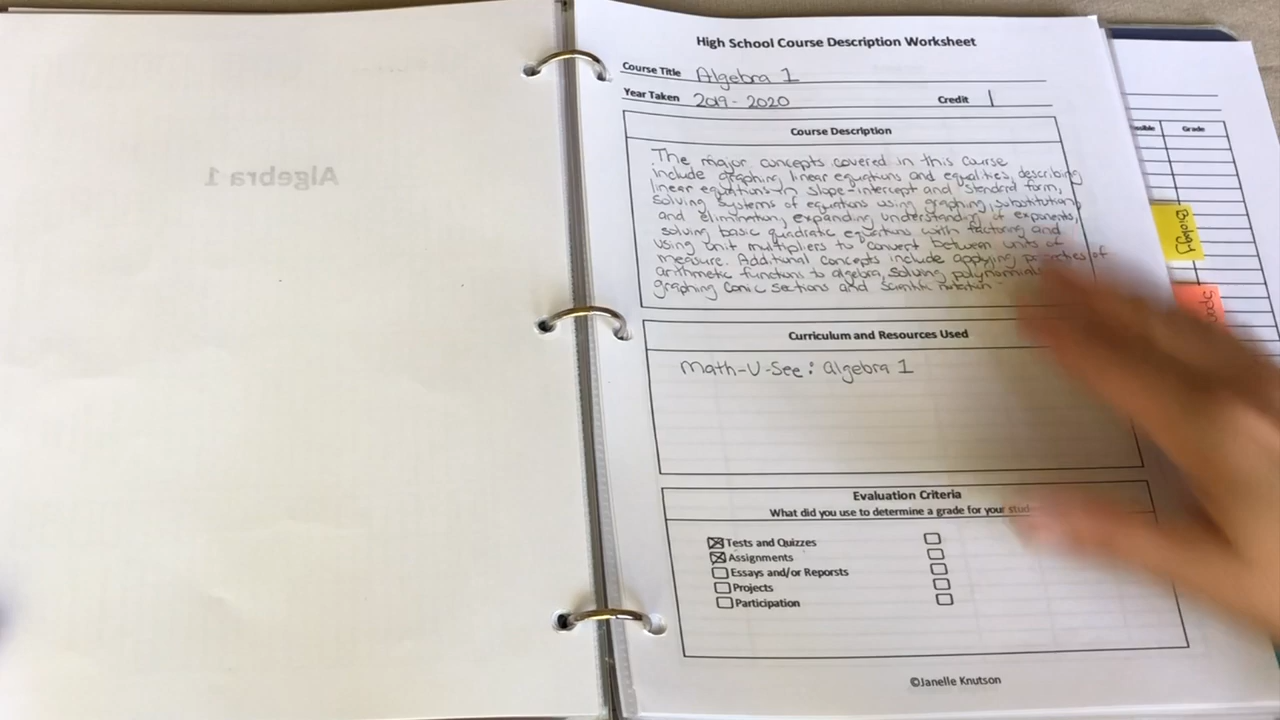 Algebra 1
High School Course Description Worksheet
Course Title Algebra 1
Year Taken 2019 - 2020 Credit 1
Course Description
The major concepts covered in this course
include graphing linear equations and equalities, describing
linear equations in slope-intercept and standard form,
solving systems of equations using graphing, substitution,
and elimination, expanding understanding of exponents,
solving basic quadratic equations with factoring and
using unit multipliers to convert between units of
measure. Additional concepts include applying properties of
arithmetic functions to algebra, solving polynomials
graphing conic sections and scientific notation
Curriculum and Resources Used
Math-U-See: Algebra 1
Evaluation Criteria
What did you use to determine a grade for your
Tests and Quizzes
Assignments
Essays and/or Reporsts
Projects
Participation
©Janelle Knutson
Grade
Biology